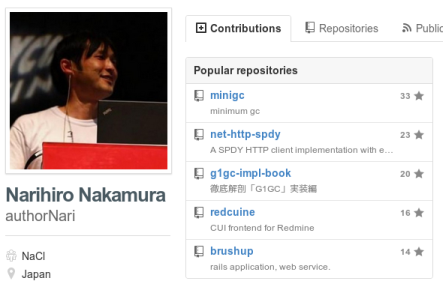 Contributions
Repositories
Public
Popular repositories
minigc
33
minimum gc
net-http-spdy
23
A SPDY HTTP client implementation with e…
g1gc-impl-book
20
徹底解剖「G1GC」実装編
redcuine
16
CUI frontend for Redmine
brushup
14
rails application, web service.
Narihiro Nakamura
authorNari
NaCl
Japan